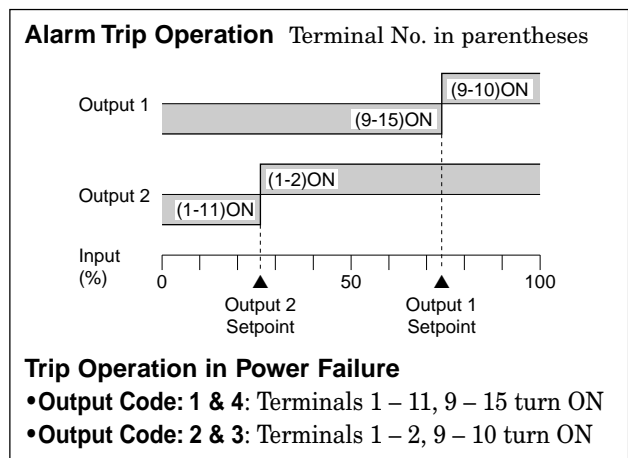 Alarm Trip Operation Terminal No. in parentheses
(9-10)ON
Output 1
(9-15)ON
(1-2)ON
Output 2
(1-11)ON
Input
(%)
0 50 100
Output 2
Setpoint
Output 1
Setpoint
Trip Operation in Power Failure
•Output Code: 1 & 4: Terminals 1 – 11, 9 – 15 turn ON
•Output Code: 2 & 3: Terminals 1 – 2, 9 – 10 turn ON